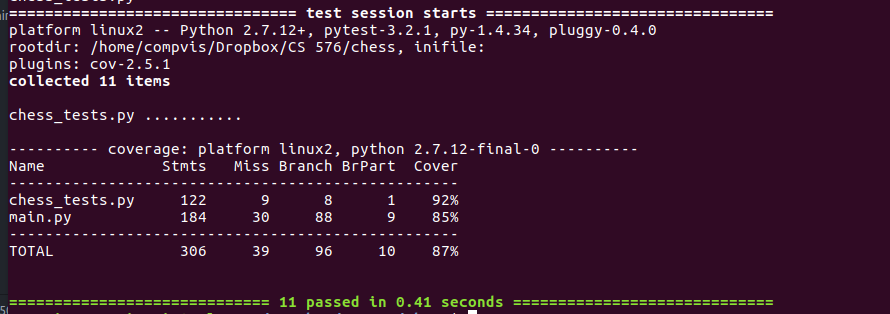 ============================== test session starts ==============================
platform linux2 -- Python 2.7.12+, pytest-3.2.1, py-1.4.34, pluggy-0.4.0
rootdir: /home/compvis/Dropbox/CS 576/chess, inifile:
plugins: cov-2.5.1
collected 11 items
chess_tests.py ...........
---------- coverage: platform linux2, python 2.7.12-final-0 ----------
Name             Stmts   Miss Branch BrPart  Cover
----------------------------------------------------
chess_tests.py     122      9      8      1    92%
main.py            184     30     88      9    85%
----------------------------------------------------
TOTAL              306     39     96     10    87%
=========================== 11 passed in 0.41 seconds ===========================